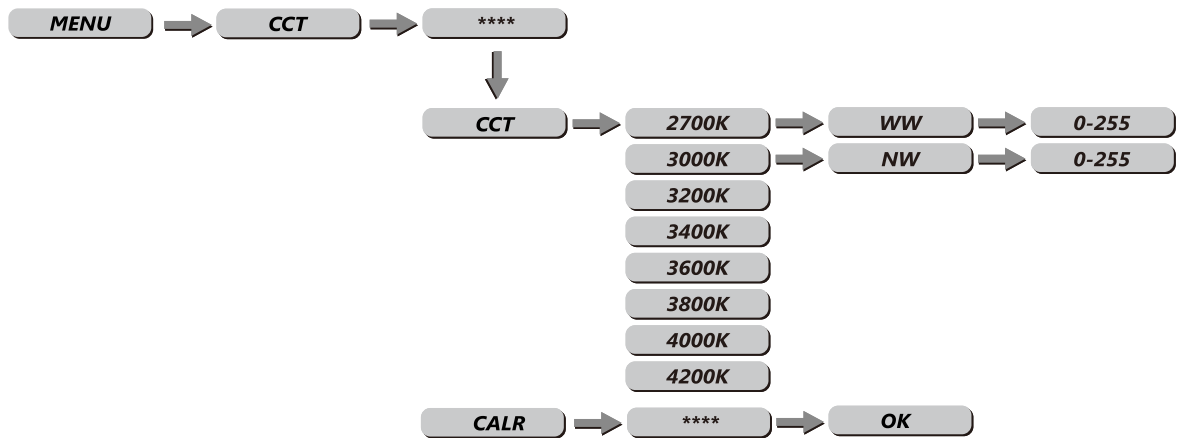 MENU CCT ****
CCT 2700K WW 0-255
3000K NW 0-255
3200K
3400K
3600K
3800K
4000K
4200K
CALR **** OK